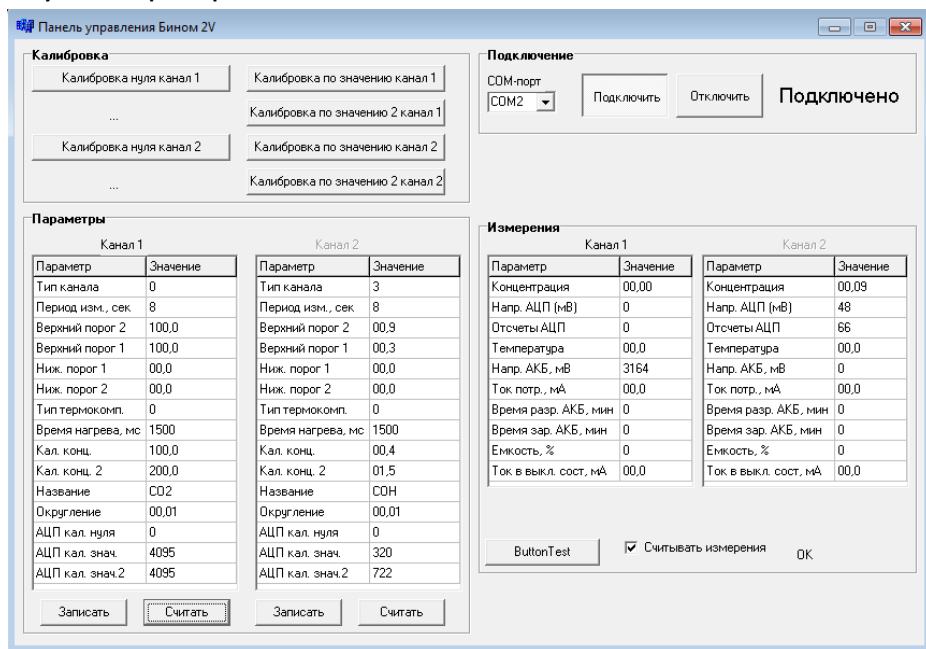 Панель управления Бином 2V
Калибровка
Калибровка нуля канал 1
Калибровка по значению канал 1
...
Калибровка по значению 2 канал 1
Калибровка нуля канал 2
Калибровка по значению канал 2
...
Калибровка по значению 2 канал 2
Подключение
COM-порт
COM2
Подключить
Отключить
Подключено
Параметры
Канал 1
Параметр Значение
Тип канала 0
Период изм., сек 8
Верхний порог 2 100,0
Верхний порог 1 100,0
Ниж. порог 1 00,0
Ниж. порог 2 00,0
Тип термокомп. 0
Время нагрева, мс 1500
Кал. конц. 100,0
Кал. конц. 2 200,0
Название CO2
Округление 00,01
АЦП кал. нуля 0
АЦП кал. знач. 4095
АЦП кал. знач.2 4095
Записать Считать
Канал 2
Параметр Значение
Тип канала 3
Период изм., сек 8
Верхний порог 2 00,9
Верхний порог 1 00,3
Ниж. порог 1 00,0
Ниж. порог 2 00,0
Тип термокомп. 0
Время нагрева, мс 1500
Кал. конц. 00,4
Кал. конц. 2 01,5
Название COH
Округление 00,01
АЦП кал. нуля 0
АЦП кал. знач. 320
АЦП кал. знач.2 722
Записать Считать
Измерения
Канал 1
Параметр Значение
Концентрация 00,00
Напр. АЦП (мВ) 0
Отсчеты АЦП 0
Температура 00,0
Напр. АКБ, мВ 3164
Ток потр., мА 00,0
Время разр. АКБ, мин 0
Время зар. АКБ, мин 0
Емкость, % 0
Ток в выкл. сост, мА 00,0
Канал 2
Параметр Значение
Концентрация 00,09
Напр. АЦП (мВ) 48
Отсчеты АЦП 66
Температура 00,0
Напр. АКБ, мВ 0
Ток потр., мА 00,0
Время разр. АКБ, мин 0
Время зар. АКБ, мин 0
Емкость, % 0
Ток в выкл. сост, мА 00,0
ButtonTest
Считывать измерения
OK